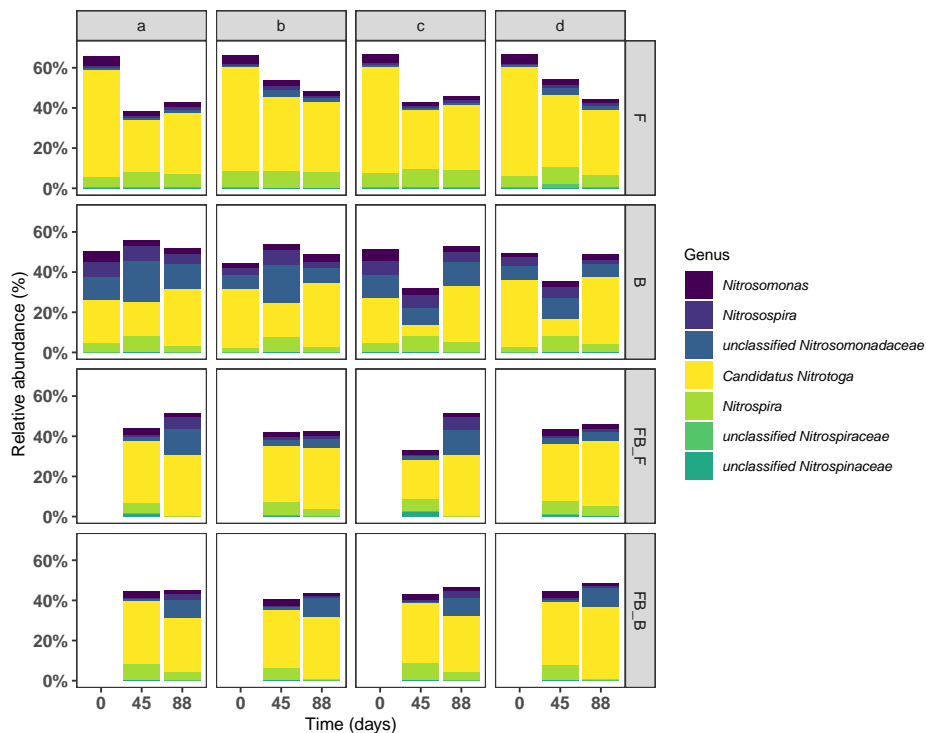 a b c d
60%
40%
20%
0%
F
60%
40%
20%
0%
B
60%
40%
20%
0%
FB_F
60%
40%
20%
0%
FB_B
0 45 88 0 45 88 0 45 88 0 45 88
Time (days)
Relative abundance (%)
Genus
Nitrosomonas
Nitrosospira
unclassified Nitrosomonadaceae
Candidatus Nitrotoga
Nitrospira
unclassified Nitrospiraceae
unclassified Nitrospinaceae